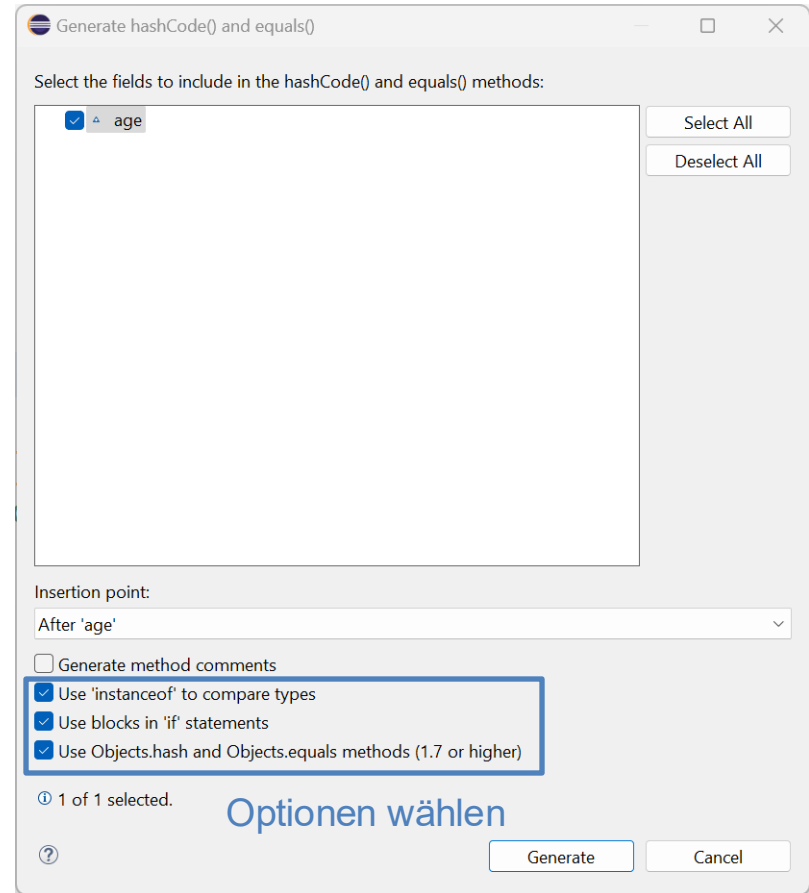 Generate hashCode() and equals()
Select the fields to include in the hashCode() and equals() methods:
age
Select All
Deselect All
Insertion point:
After 'age'
Generate method comments
Use 'instanceof' to compare types
Use blocks in 'if' statements
Use Objects.hash and Objects.equals methods (1.7 or higher)
1 of 1 selected.
Optionen wählen
Generate
Cancel